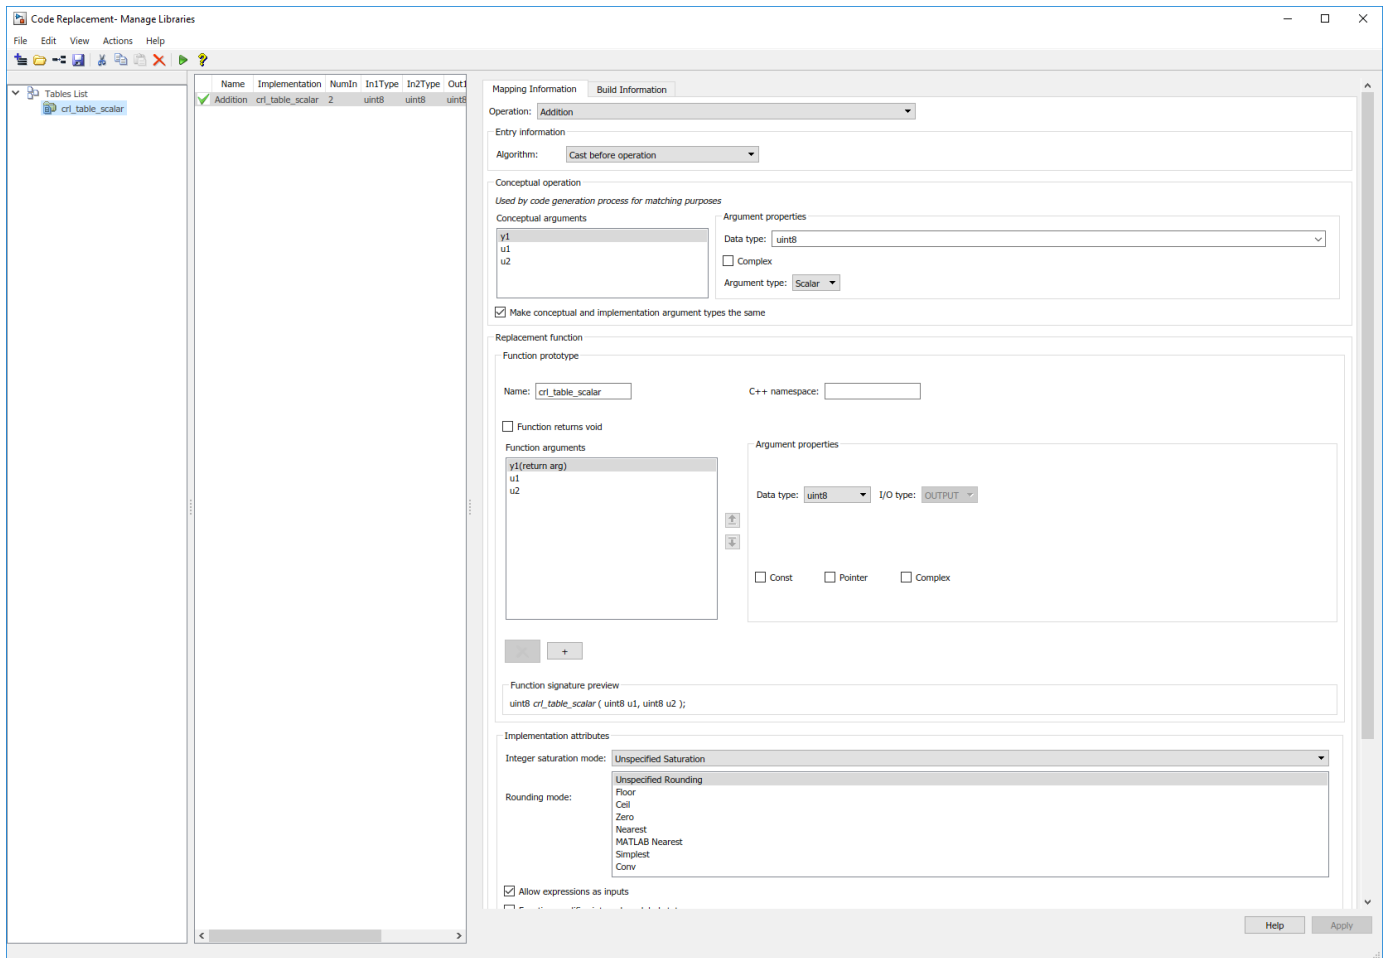 Code Replacement- Manage Libraries
File Edit View Actions Help
Tables List
crl_table_scalar
Name Implementation NumIn In1Type In2Type Out1
Addition crl_table_scalar 2 uint8 uint8 uint8
Mapping Information Build Information
Operation: Addition
Entry information
Algorithm: Cast before operation
Conceptual operation
Used by code generation process for matching purposes
Conceptual arguments
y1
u1
u2
Argument properties
Data type: uint8
Complex
Argument type: Scalar
Make conceptual and implementation argument types the same
Replacement function
Function prototype
Name: crl_table_scalar C++ namespace:
Function returns void
Function arguments
y1(return arg)
u1
u2
Argument properties
Data type: uint8 I/O type: OUTPUT
Const Pointer Complex
+
Function signature preview
uint8 crl_table_scalar ( uint8 u1, uint8 u2 );
Implementation attributes
Integer saturation mode: Unspecified Saturation
Rounding mode:
Unspecified Rounding
Floor
Ceil
Zero
Nearest
MATLAB Nearest
Simplest
Conv
Allow expressions as inputs
Help Apply